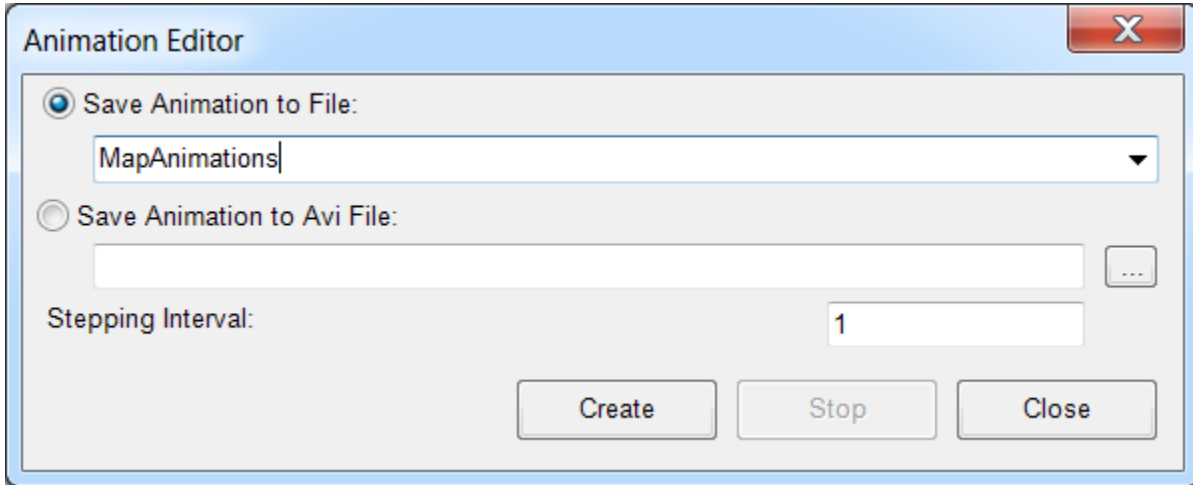 Animation Editor
Save Animation to File:
MapAnimations
Save Animation to Avi File:
...
Stepping Interval:
1
Create Stop Close